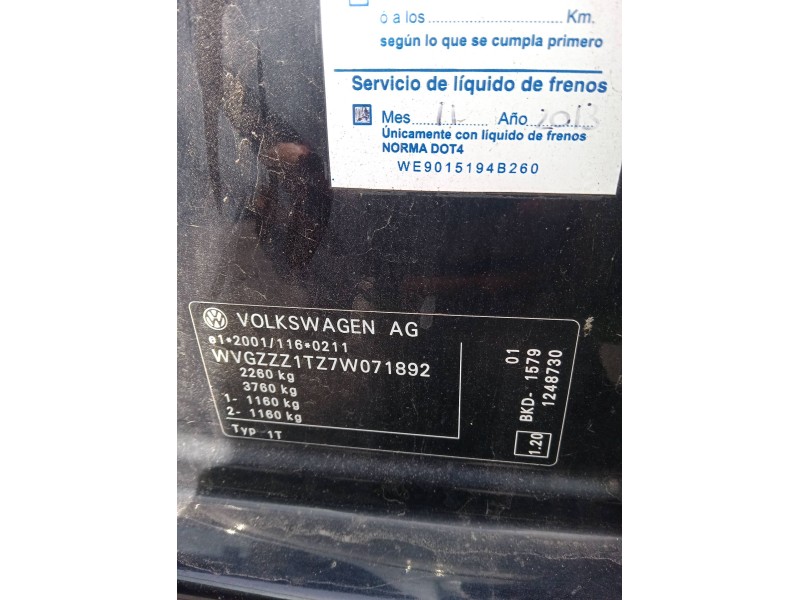 ó a los Km.
según lo que se cumpla primero
Servicio de líquido de frenos
Mes 11 Año 2013
Únicamente con líquido de frenos
NORMA DOT4
WE9015194B260
VOLKSWAGEN AG
e1*2001/116*0211
WVGZZZ1TZ7W071892
2260 kg
3760 kg
1- 1160 kg
2- 1160 kg
Typ 1T
01
BKD- 1579
1248730
1.20